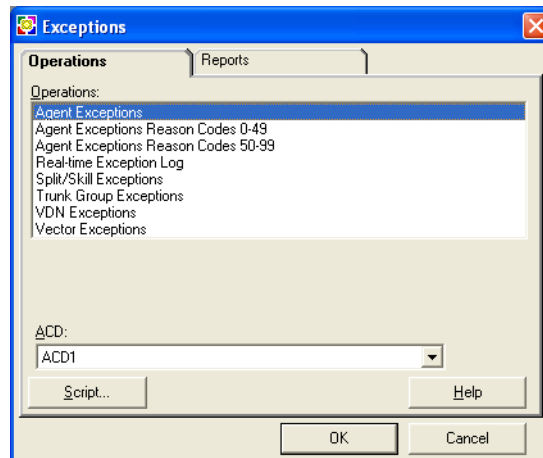 Exceptions
Operations
Reports
Operations:
Agent Exceptions
Agent Exceptions Reason Codes 0-49
Agent Exceptions Reason Codes 50-99
Real-time Exception Log
Split/Skill Exceptions
Trunk Group Exceptions
VDN Exceptions
Vector Exceptions
ACD:
ACD1
Script...
Help
OK
Cancel